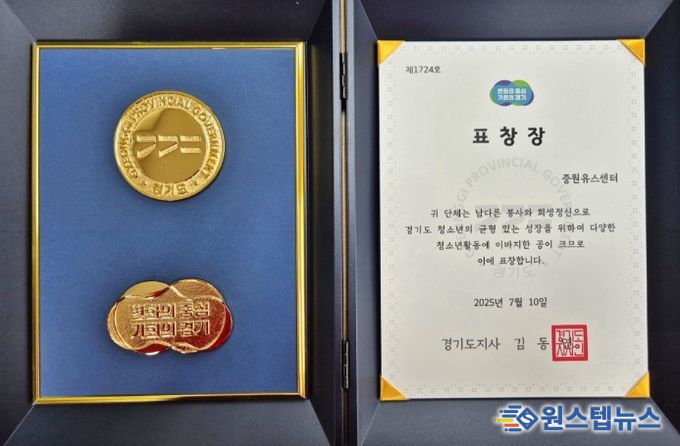 GYEONGGI PROVINCIAL GOVERNMENT
경기도
변화의 중심
기회의 경기
제1724호
변화의 중심
기회의 경기
표창장
중원유스센터
귀 단체는 남다른 봉사와 희생정신으로
경기도 청소년의 균형 있는 성장을 위하여 다양한
청소년활동에 이바지한 공이 크므로
이에 표창합니다.
경기도
2025년 7월 10일
경기도지사 김 동 연
원스텝뉴스